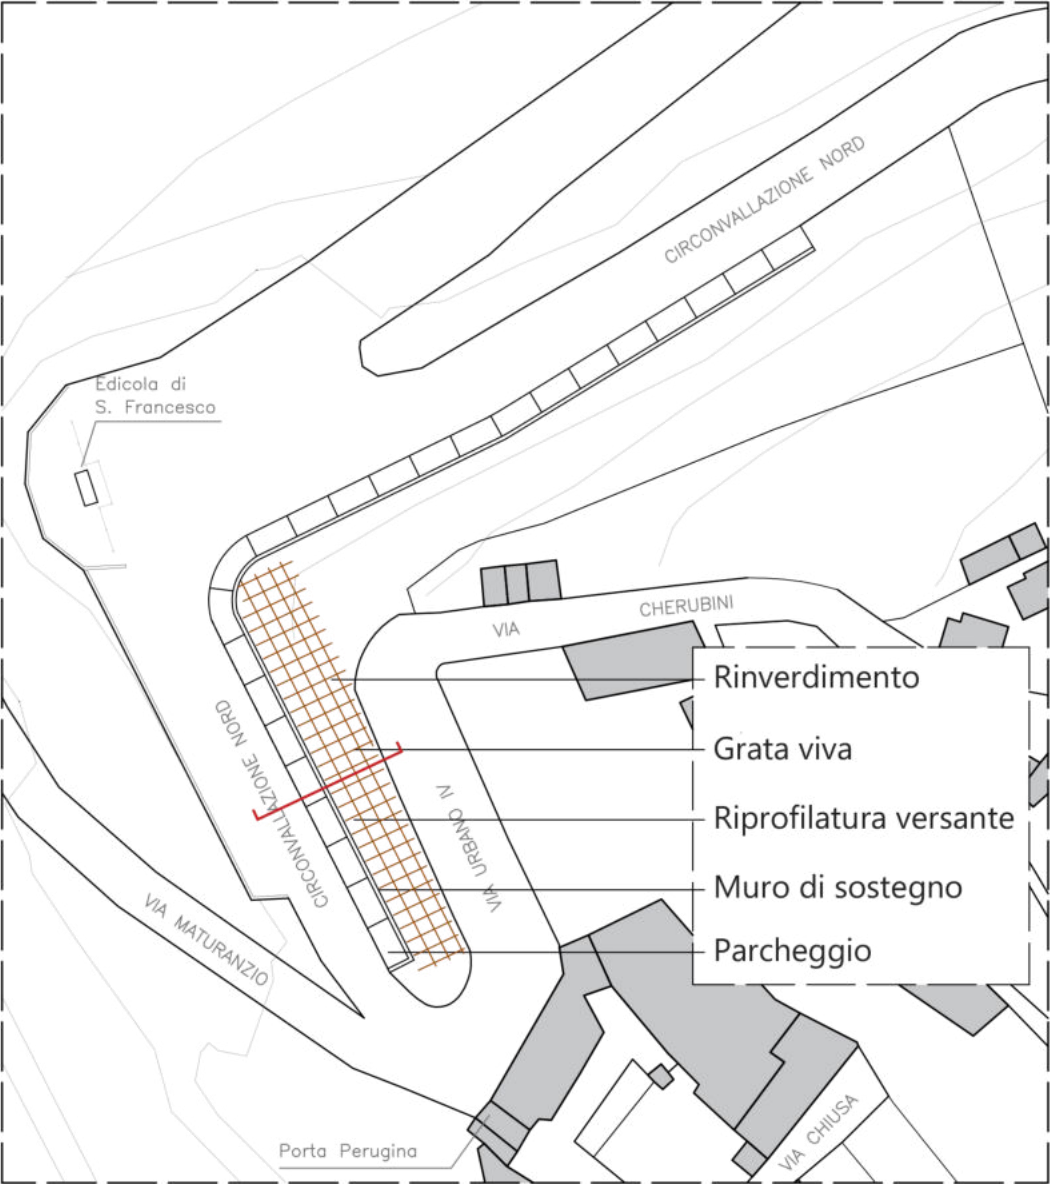 CIRCONVALLAZIONE NORD
Edicola di
S. Francesco
VIA CHERUBINI
Rinverdimento
CIRCONVALLAZIONE NORD
Grata viva
VIA URBANO IV
Riprofilatura versante
Muro di sostegno
VIA MATURANZIO
Parcheggio
Porta Perugina
VIA CHIUSA